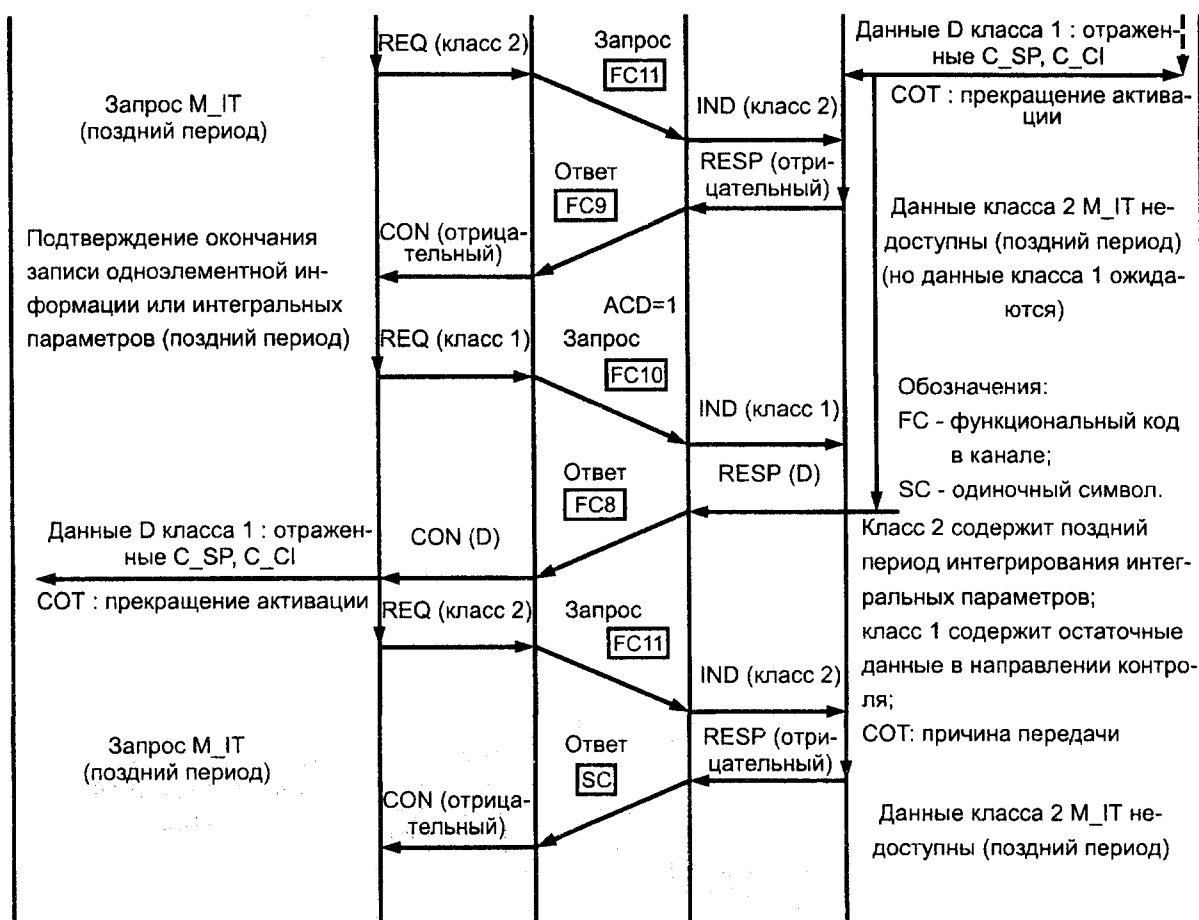 REQ (класс 2)
Запрос
FC11
Данные D класса 1 : отражен-
ные C_SP, C_CI
COT : прекращение актива-
ции
Запрос M_IT
(поздний период)
IND (класс 2)
Ответ
FC9
RESP (отри-
цательный)
Данные класса 2 M_IT не-
доступны (поздний период)
(но данные класса 1 ожида-
ются)
CON (отрица-
тельный)
Подтверждение окончания
записи одноэлементной ин-
формации или интегральных
параметров (поздний период)
ACD=1
REQ (класс 1)
Запрос
FC10
IND (класс 1)
Обозначения:
FC - функциональный код
в канале;
SC - одиночный символ.
Ответ
FC8
RESP (D)
Данные D класса 1 : отражен-
ные C_SP, C_CI
COT : прекращение активации
CON (D)
Класс 2 содержит поздний
период интегрирования интег-
ральных параметров;
класс 1 содержит остаточные
данные в направлении контро-
ля;
COT: причина передачи
REQ (класс 2)
Запрос
FC11
IND (класс 2)
Запрос M_IT
(поздний период)
Ответ
SC
RESP (отри-
цательный)
CON (отрица-
тельный)
Данные класса 2 M_IT не-
доступны (поздний период)